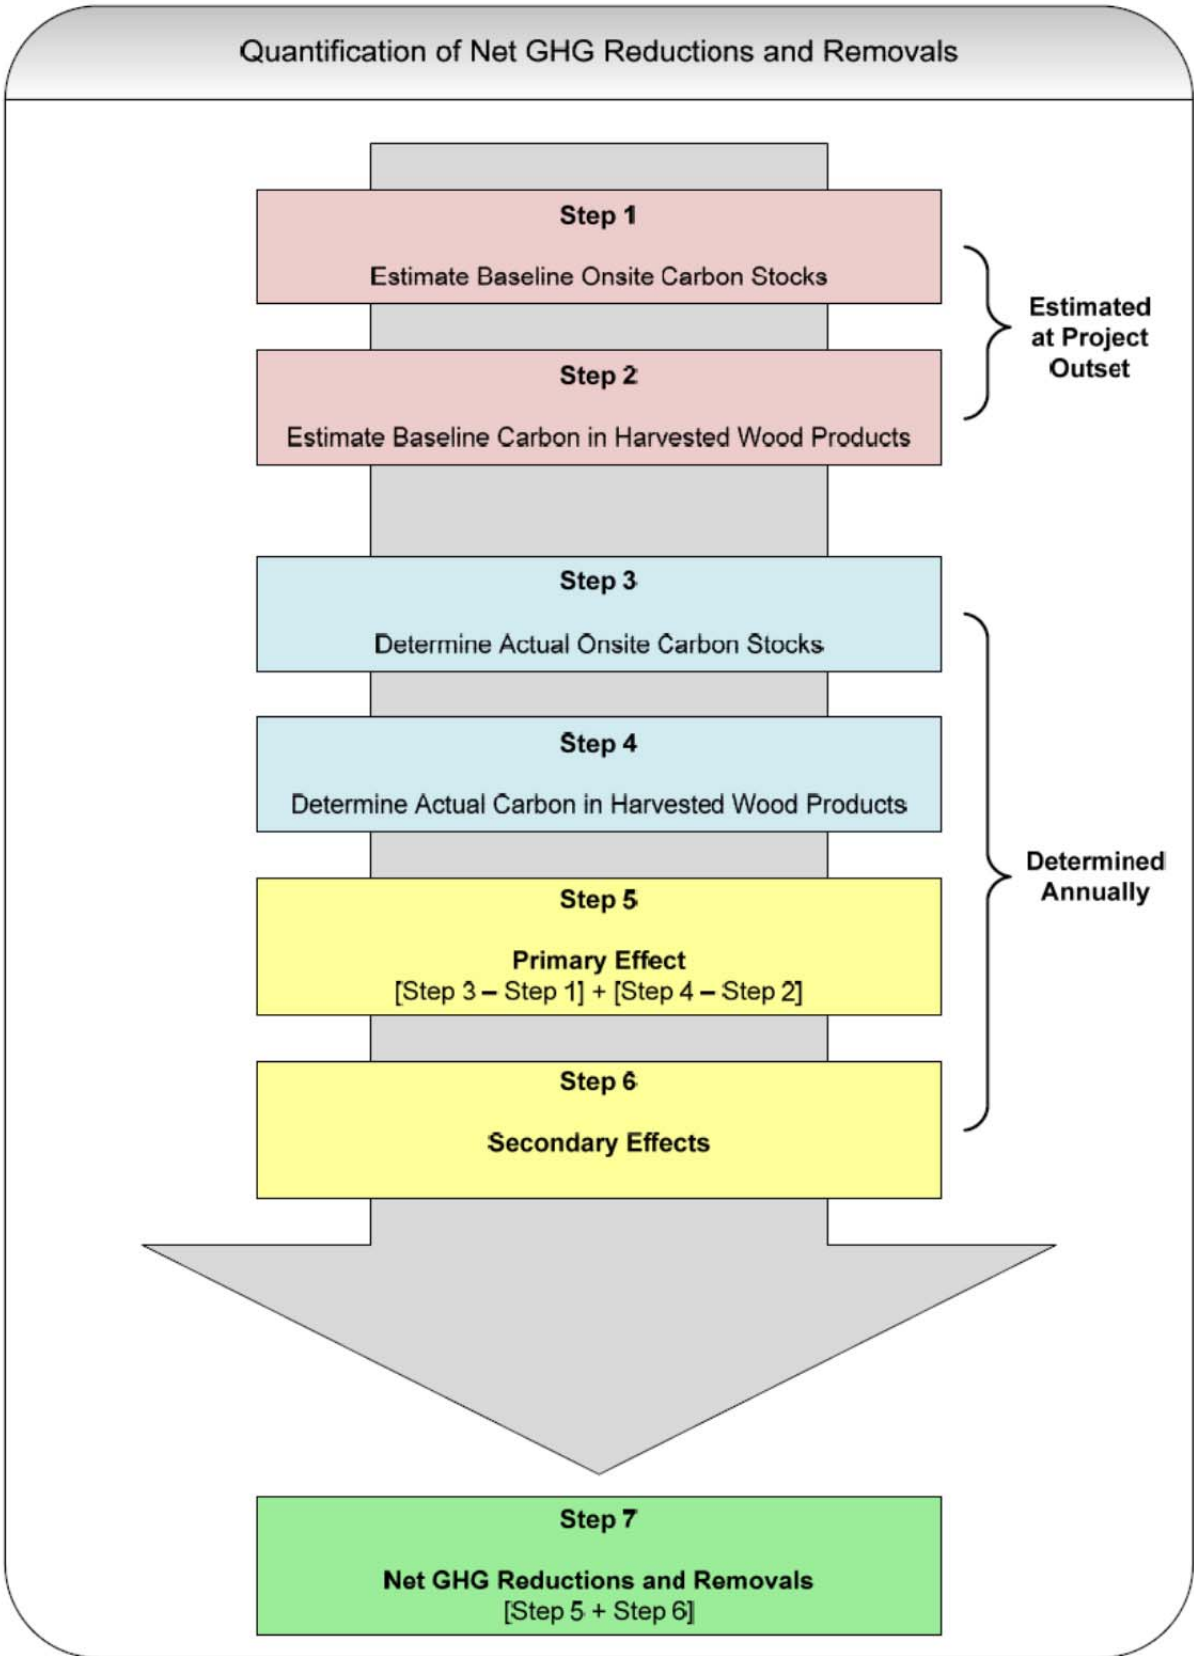 Quantification of Net GHG Reductions and Removals
Step 1
Estimate Baseline Onsite Carbon Stocks
Step 2
Estimate Baseline Carbon in Harvested Wood Products
Estimated
at Project
Outset
Step 3
Determine Actual Onsite Carbon Stocks
Step 4
Determine Actual Carbon in Harvested Wood Products
Step 5
Primary Effect
[Step 3 – Step 1] + [Step 4 – Step 2]
Step 6
Secondary Effects
Determined
Annually
Step 7
Net GHG Reductions and Removals
[Step 5 + Step 6]